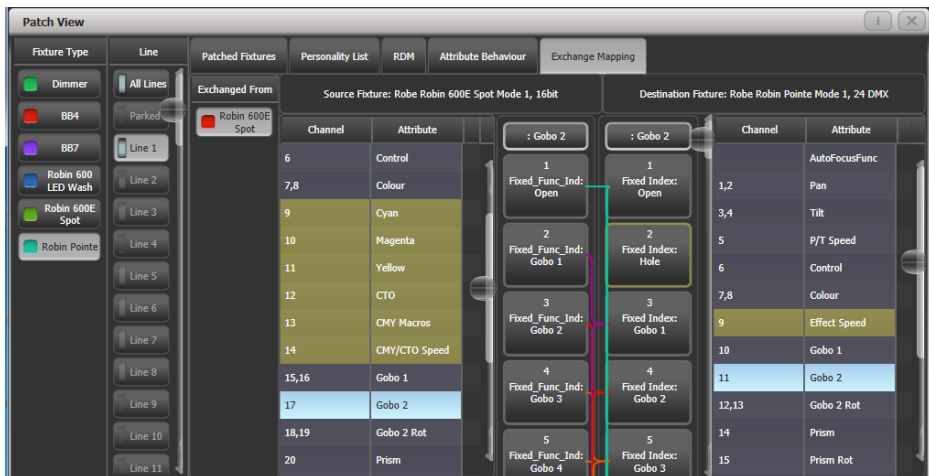 Patch View
i
Fixture Type
Line
Patched Fixtures
Personality List
RDM
Attribute Behaviour
Exchange Mapping
Dimmer
BB4
BB7
Robin 600
LED Wash
Robin 600E
Spot
Robin Pointe
All Lines
Parked
Line 1
Line 2
Line 3
Line 4
Line 5
Line 6
Line 7
Line 8
Line 9
Line 10
Line 11
Exchanged From
Robin 600E
Spot
Source Fixture: Robe Robin 600E Spot Mode 1, 16bit
Destination Fixture: Robe Robin Pointe Mode 1, 24 DMX
Channel Attribute
6 Control
7,8 Colour
9 Cyan
10 Magenta
11 Yellow
12 CTO
13 CMY Macros
14 CMY/CTO Speed
15,16 Gobo 1
17 Gobo 2
18,19 Gobo 2 Rot
20 Prism
: Gobo 2
1
Fixed_Func_Ind:
Open
2
Fixed_Func_Ind:
Gobo 1
3
Fixed_Func_Ind:
Gobo 2
4
Fixed_Func_Ind:
Gobo 3
5
Fixed_Func_Ind:
Gobo 4
: Gobo 2
1
Fixed Index:
Open
2
Fixed Index:
Hole
3
Fixed Index:
Gobo 1
4
Fixed Index:
Gobo 2
5
Fixed Index:
Gobo 3
Channel Attribute
AutoFocusFunc
1,2 Pan
3,4 Tilt
5 P/T Speed
6 Control
7,8 Colour
9 Effect Speed
10 Gobo 1
11 Gobo 2
12,13 Gobo 2 Rot
14 Prism
15 Prism Rot